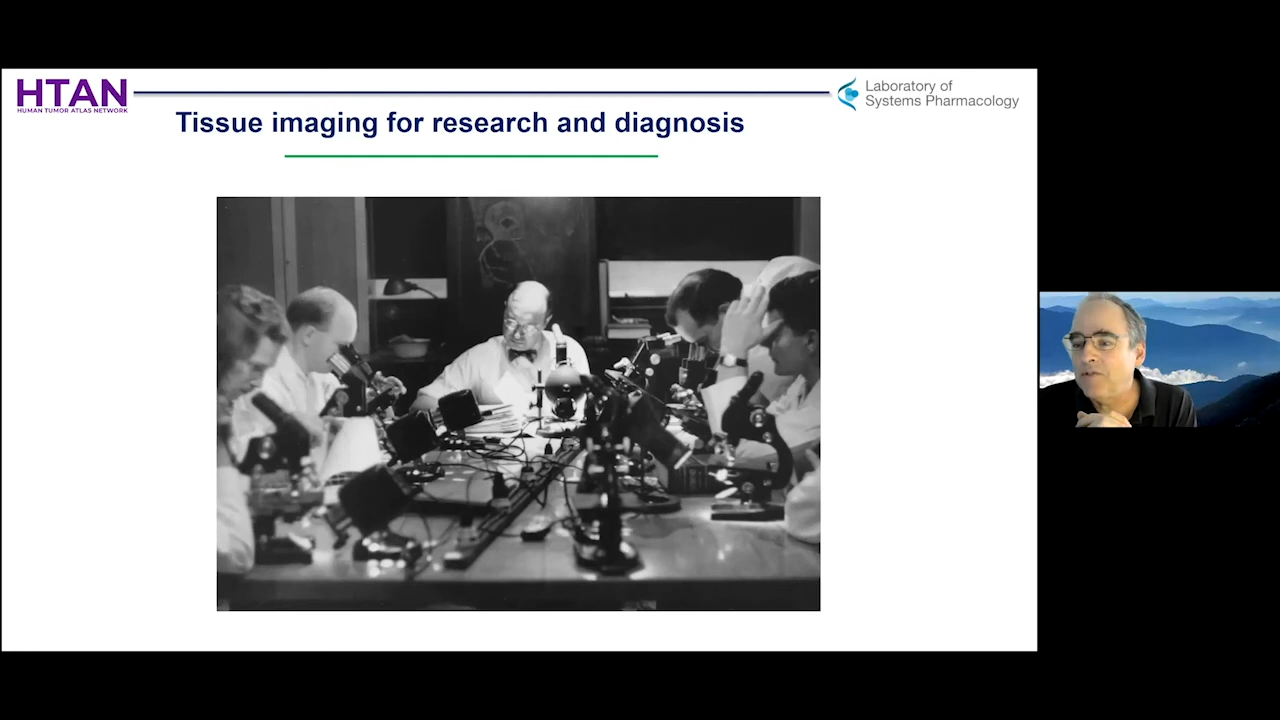 HTAN
HUMAN TUMOR ATLAS NETWORK
Laboratory of
Systems Pharmacology
Tissue imaging for research and diagnosis